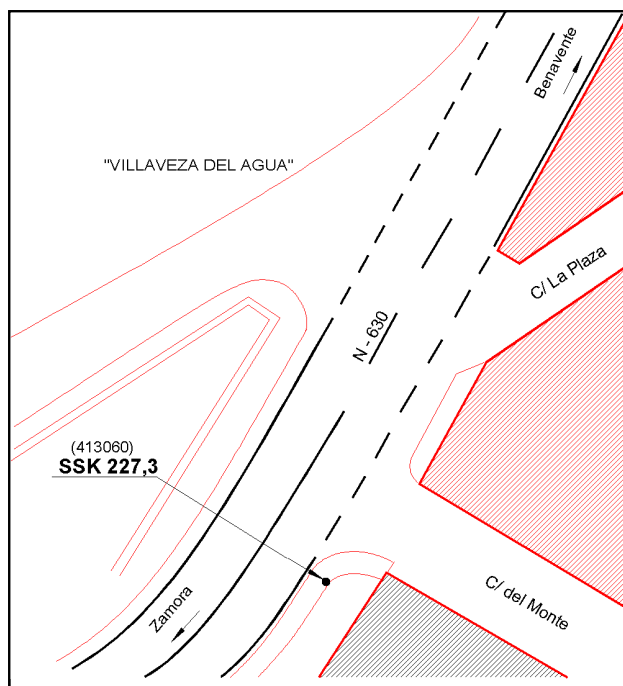 Benavente
"VILLAVEZA DEL AGUA"
C/ La Plaza
N - 630
(413060)
SSK 227,3
Zamora
C/ del Monte